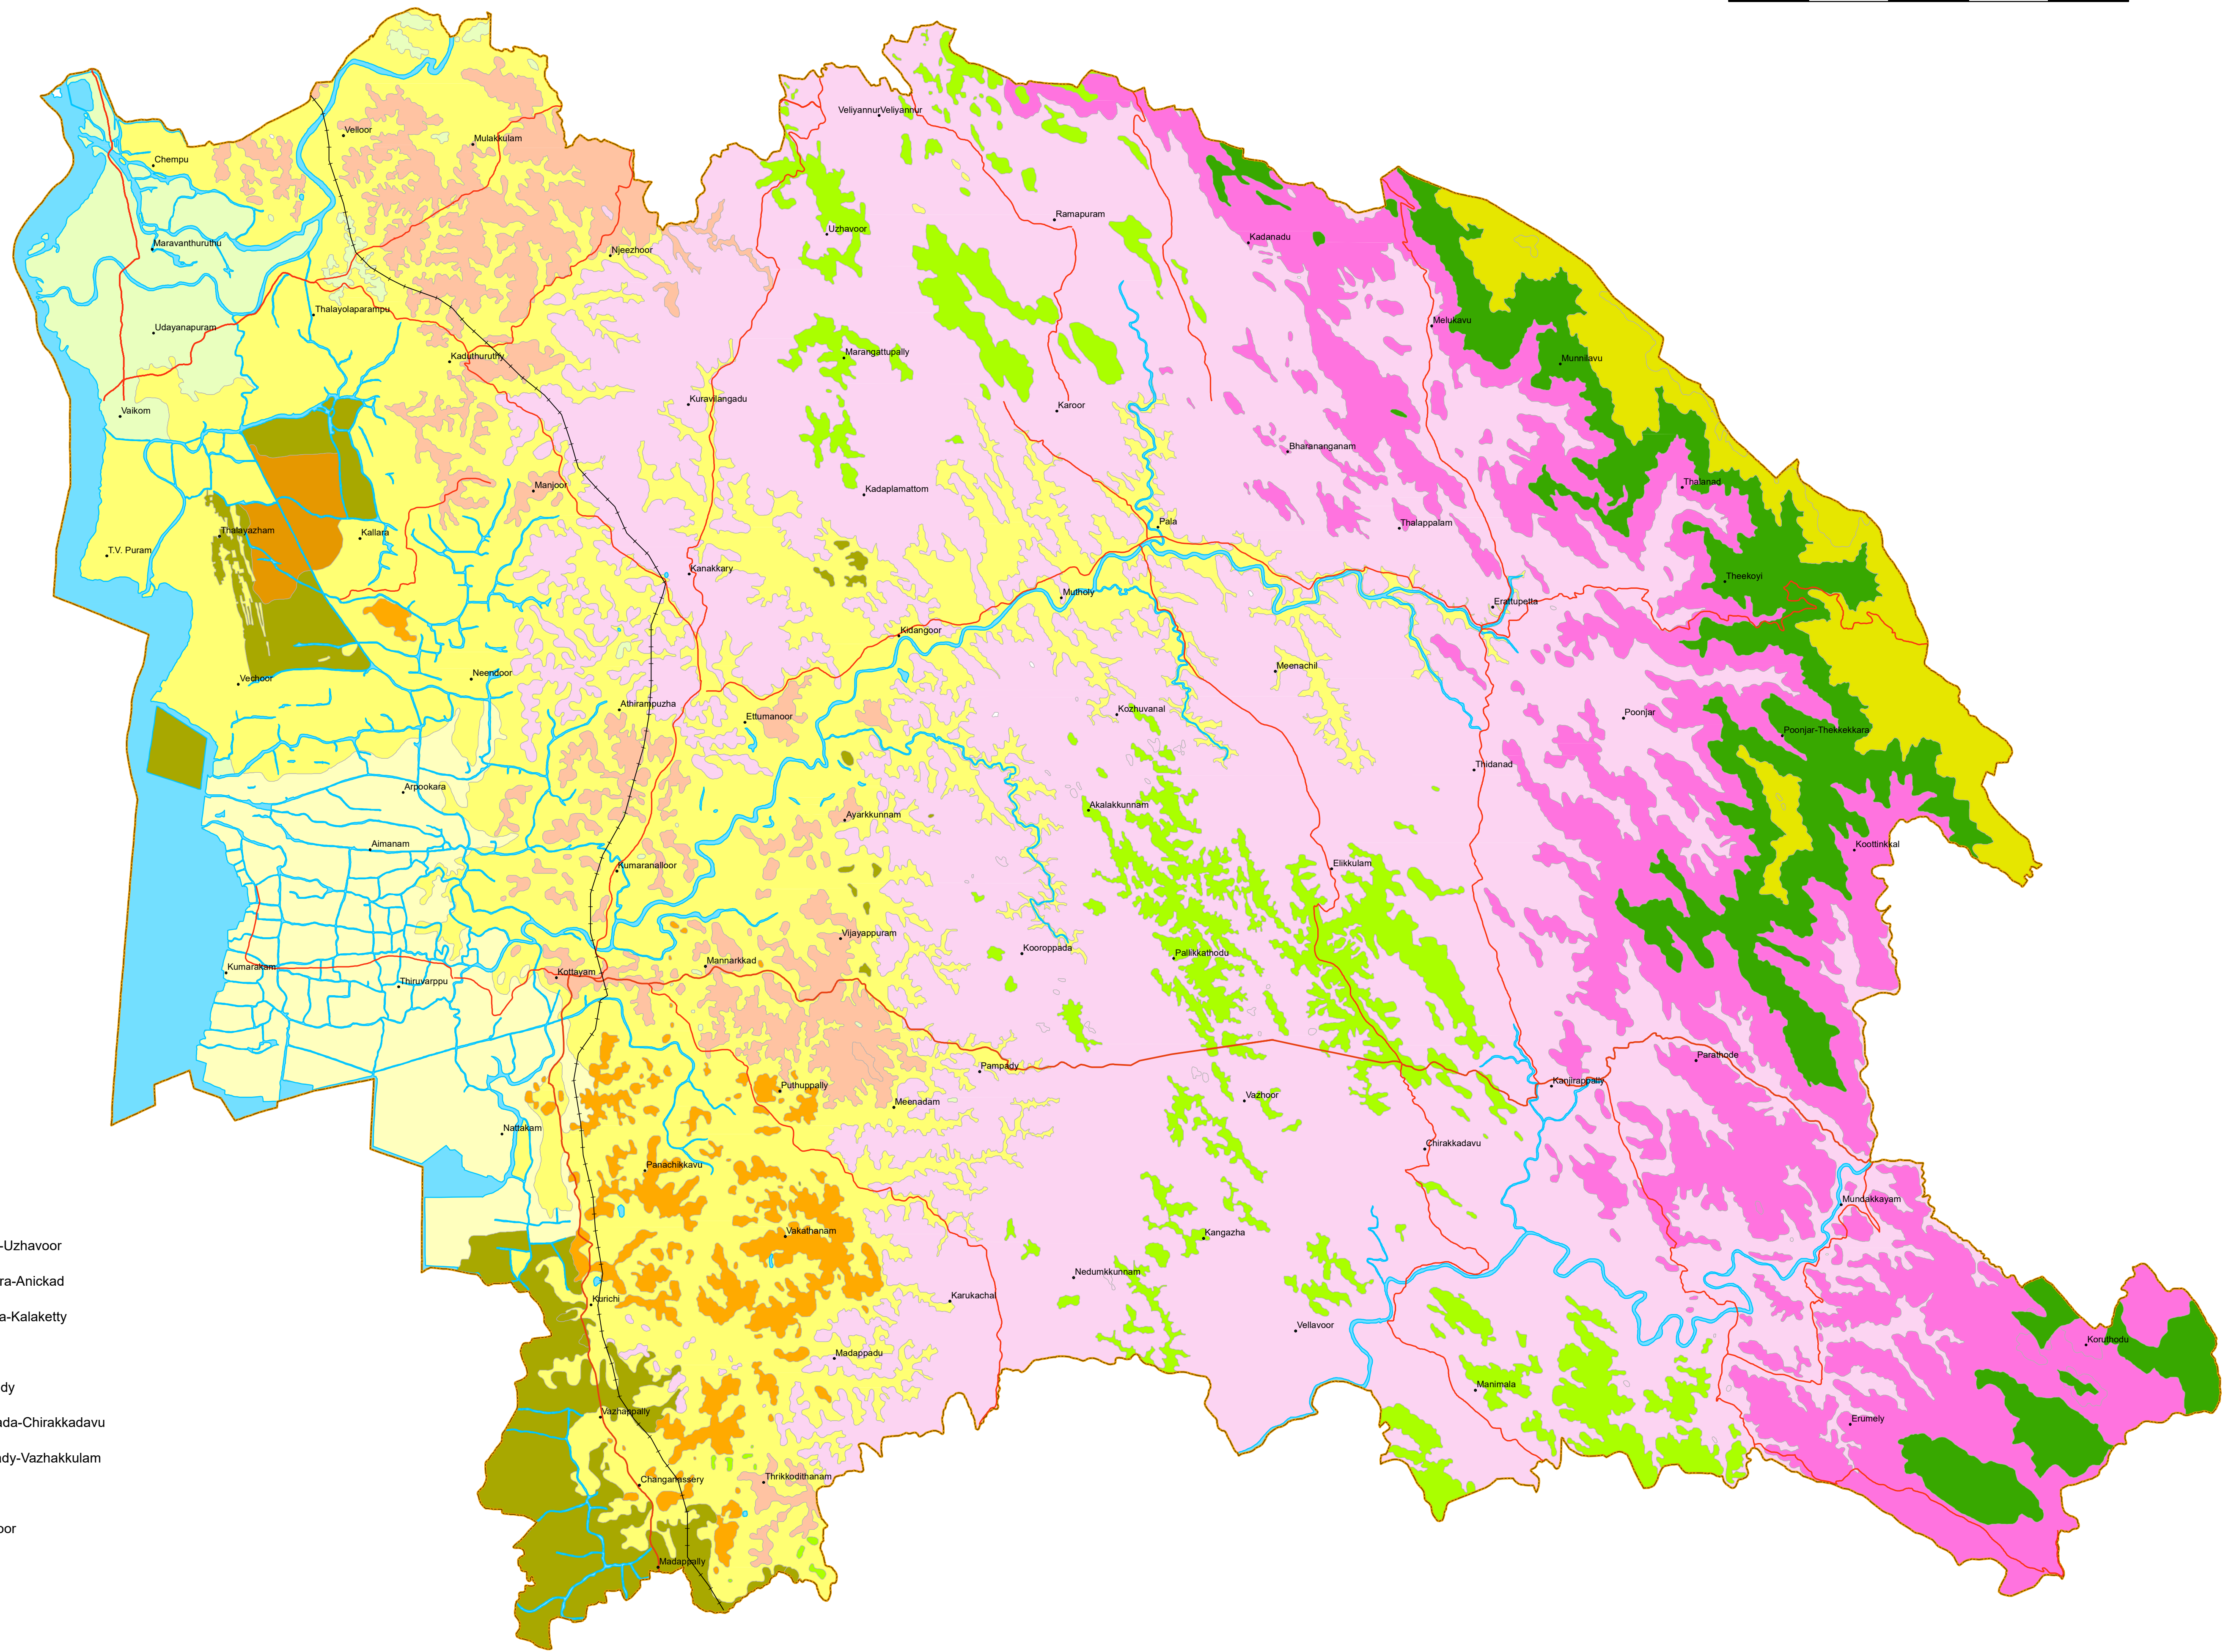 VeliyannurVeliyannur
Velloor
Mulakkulam
Chempu
Ramapuram
Uzhavoor
Kadanadu
Maravanthuruthu
Njeezhoor
Thalayolaparampu
Melukavu
Udayanapuram
Marangattupally
Kaduthuruthy
Munnilavu
Kuravilangadu
Karoor
Vaikom
Bharananganam
Thalanad
Manjoor
Kadaplamattom
Pala
Thalappalam
Thalayazham
Kallara
T.V. Puram
Kanakkary
Theekoyi
Mutholy
Erattupetta
Kidangoor
Meenachil
Neendoor
Vechoor
Athirampuzha
Kozhuvanal
Ettumanoor
Poonjar
Poonjar-Thekkekkara
Thidanad
Arpookara
Akalakkunnam
Ayarkkunnam
Aimanam
Koottinkkal
Kumaranalloor
Elikkulam
Vijayappuram
Kooroppada
Pallikkathodu
Mannarkkad
Kumarakam
Kottayam
Thiruvarppu
Parathode
Pampady
Kanjirappally
Puthuppally
Meenadam
Vazhoor
Nattakam
Chirakkadavu
Panachikkavu
Mundakkayam
Vakathanam
Kangazha
-Uzhavoor
Nedumkkunnam
ra-Anickad
Karukachal
Kurichi
a-Kalaketty
Vellavoor
Koruthodu
Madappadu
dy
Manimala
Vazhappally
Erumely
ada-Chirakkadavu
ndy-Vazhakkulam
Changanssery
Thrikkodithanam
oor
Madappally